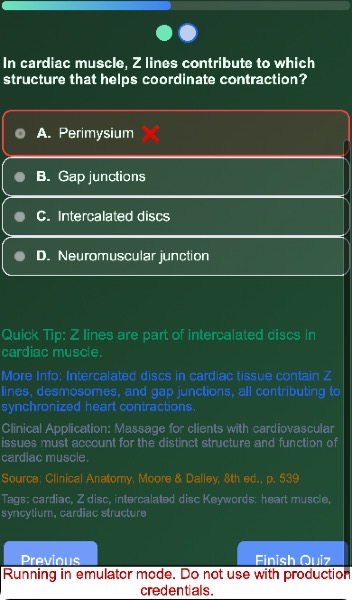 In cardiac muscle, Z lines contribute to which
structure that helps coordinate contraction?
A. Perimysium
B. Gap junctions
C. Intercalated discs
D. Neuromuscular junction
Quick Tip: Z lines are part of intercalated discs in
cardiac muscle.
More Info: Intercalated discs in cardiac tissue contain Z
lines, desmosomes, and gap junctions, all contributing to
synchronized heart contractions.
Clinical Application: Massage for clients with cardiovascular
issues must account for the distinct structure and function of
cardiac muscle.
Source: Clinical Anatomy, Moore & Dalley, 8th ed., p. 539
Tags: cardiac, Z disc, intercalated disc Keywords: heart muscle,
syncytium, cardiac structure
Previous
Finish Quiz
Running in emulator mode. Do not use with production
credentials.